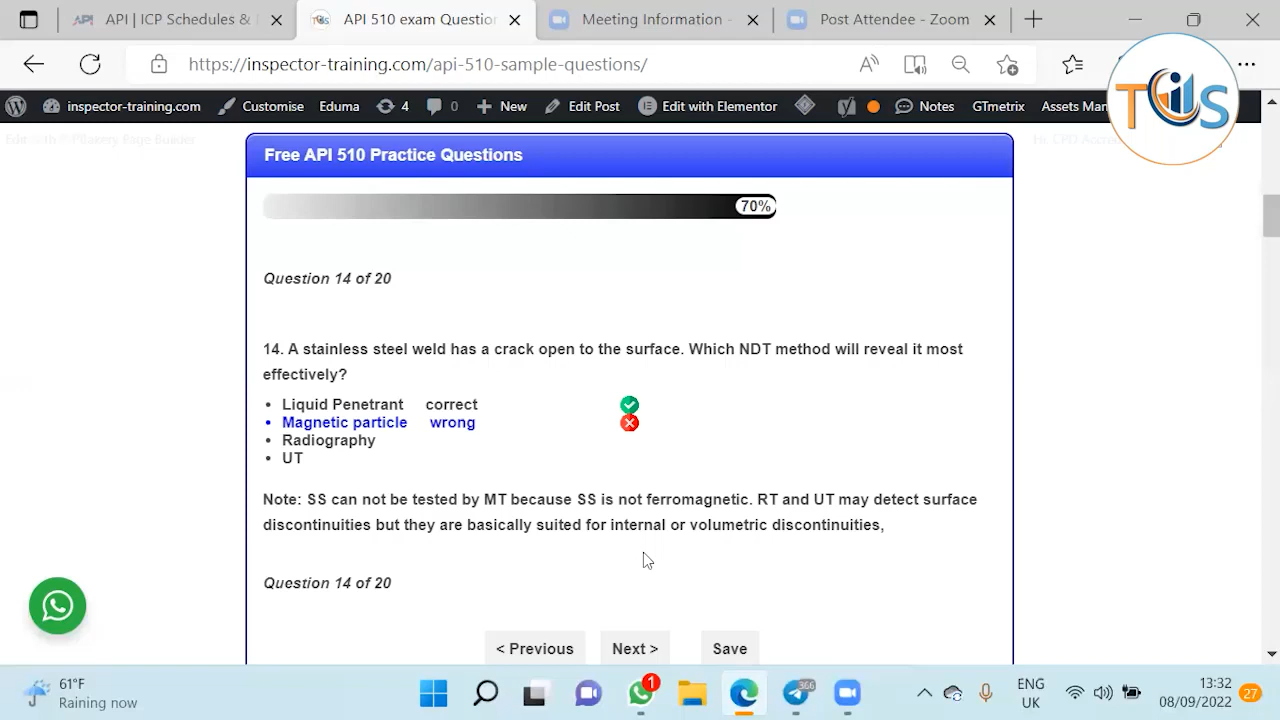 API | ICP Schedules &
API 510 exam Questio
Meeting Information -
Post Attendee - Zoom
https://inspector-training.com/api-510-sample-questions/
inspector-training.com
Customise
Eduma
4
0
New
Edit Post
Edit with Elementor
Notes
GTmetrix
Assets Man
TIS
Free API 510 Practice Questions
70%
Question 14 of 20
14. A stainless steel weld has a crack open to the surface. Which NDT method will reveal it most
effectively?
• Liquid Penetrant correct
• Magnetic particle wrong
• Radiography
• UT
Note: SS can not be tested by MT because SS is not ferromagnetic. RT and UT may detect surface
discontinuities but they are basically suited for internal or volumetric discontinuities,
Question 14 of 20
< Previous
Next >
Save
61°F
Raining now
1
366
ENG
UK
13:32
08/09/2022
27